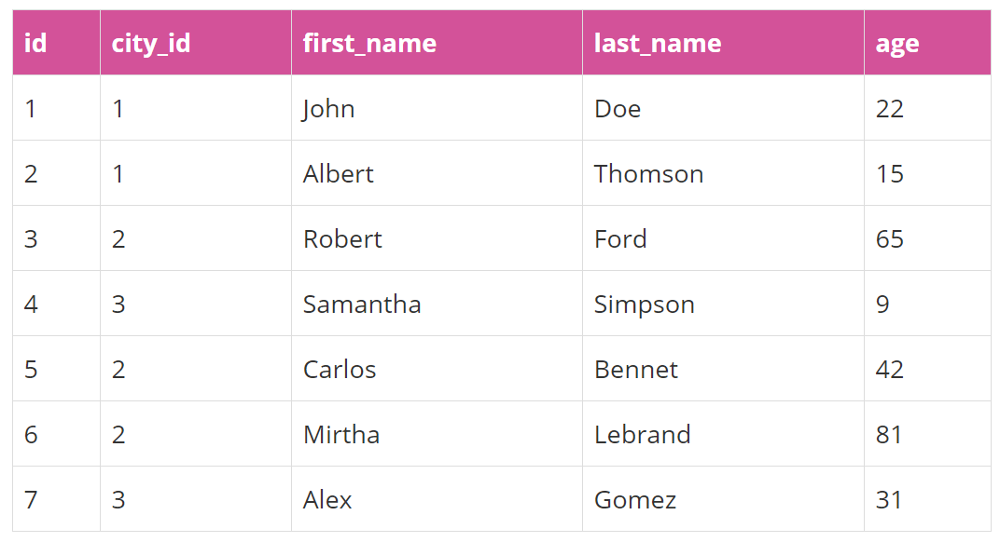 id city_id first_name last_name age
1 1 John Doe 22
2 1 Albert Thomson 15
3 2 Robert Ford 65
4 3 Samantha Simpson 9
5 2 Carlos Bennet 42
6 2 Mirtha Lebrand 81
7 3 Alex Gomez 31